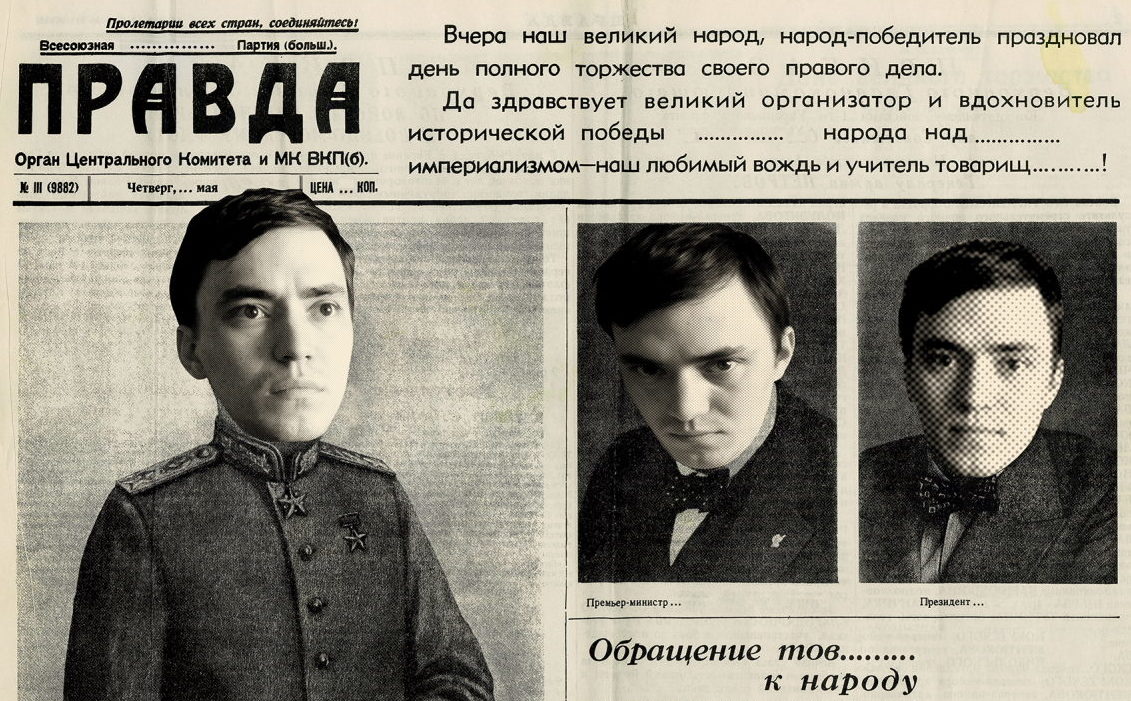 Пролетарии всех стран, соединяйтесь!
Всесоюзная ............... Партия (больш.).
ПРАВДА
Орган Центрального Комитета и МК ВКП(б).
№ III (9882)
Четверг,... мая
ЦЕНА ... КОП.
Вчера наш великий народ, народ-победитель праздновал
день полного торжества своего правого дела.
Да здравствует великий организатор и вдохновитель
исторической победы ............... народа над ...............
империализмом—наш любимый вождь и учитель товарищ..........!
Премьер-министр ...
Президент ...
Обращение тов.........
к народу